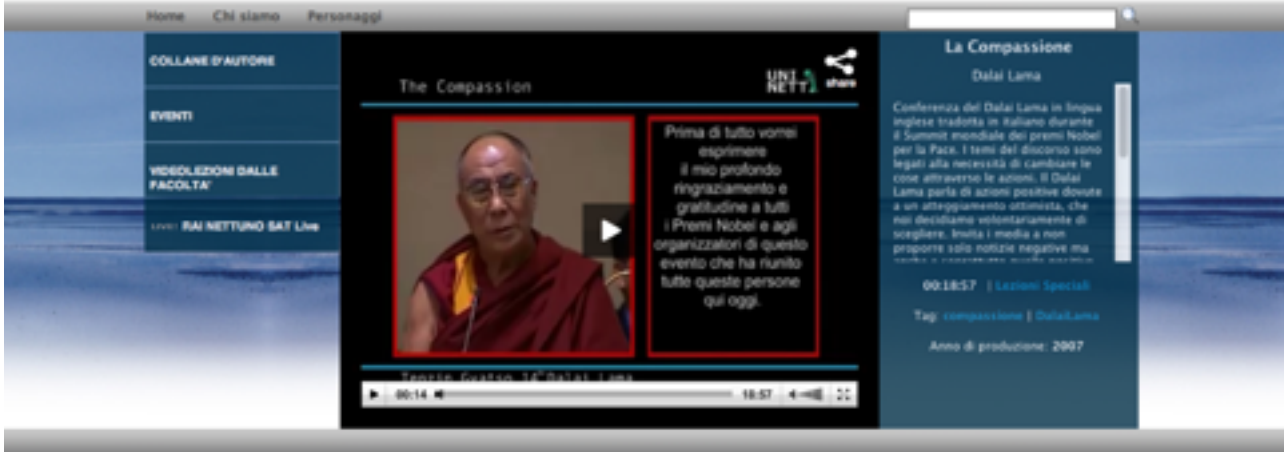 Home Chi siamo Personaggi
COLLANE D'AUTORE
EVENTI
VIDEOLEZIONI DALLE
FACOLTA'
LIVE! RAI NETTUNO SAT Live
The Compassion
UNI
NETT
share
Prima di tutto vorrei
esprimere
il mio profondo
ringraziamento e
gratitudine a tutti
i Premi Nobel e agli
organizzatori di questo
evento che ha riunito
tutte queste persone
qui oggi.
Tenzin Gyatso 14° Dalai Lama
00:14
18:57
La Compassione
Dalai Lama
Conferenza del Dalai Lama in lingua
inglese tradotta in italiano durante
il Summit mondiale dei premi Nobel
per la Pace. I temi del discorso sono
legati alla necessità di cambiare le
cose attraverso le azioni. Il Dalai
Lama parla di azioni positive dovute
a un atteggiamento ottimista, che
noi decidiamo volontariamente di
scegliere. Invita i media a non
proporre solo notizie negative ma
00:18:57 | Lezioni Speciali
Tag: compassione | DalaiLama
Anno di produzione: 2007